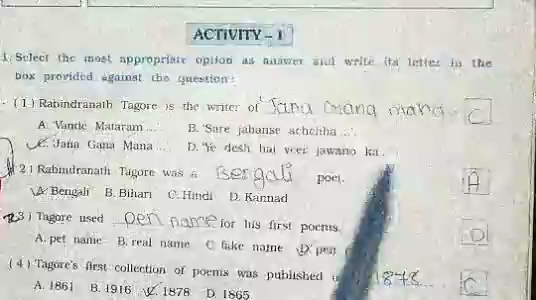 ACTIVITY – 1
1. Select the most appropriate option as answer and write its letter in the
box provided against the question :
(1) Rabindranath Tagore is the writer of Jana Gana mana. C
A. Vande Mataram ... B. 'Sare jahanse achchha ...'
C. 'Jana Gana Mana ... D. 'Ye desh hai veer jawano ka.
2) Rabindranath Tagore was a Bengali poet. A
A. Bengali B. Bihari C. Hindi D. Kannad
3) Tagore used pen name for his first poems. D
A. pet name B. real name C fake name D. pen
(4) Tagore's first collection of poems was published 1878... C
A. 1861 B. 1916 C. 1878 D. 1865